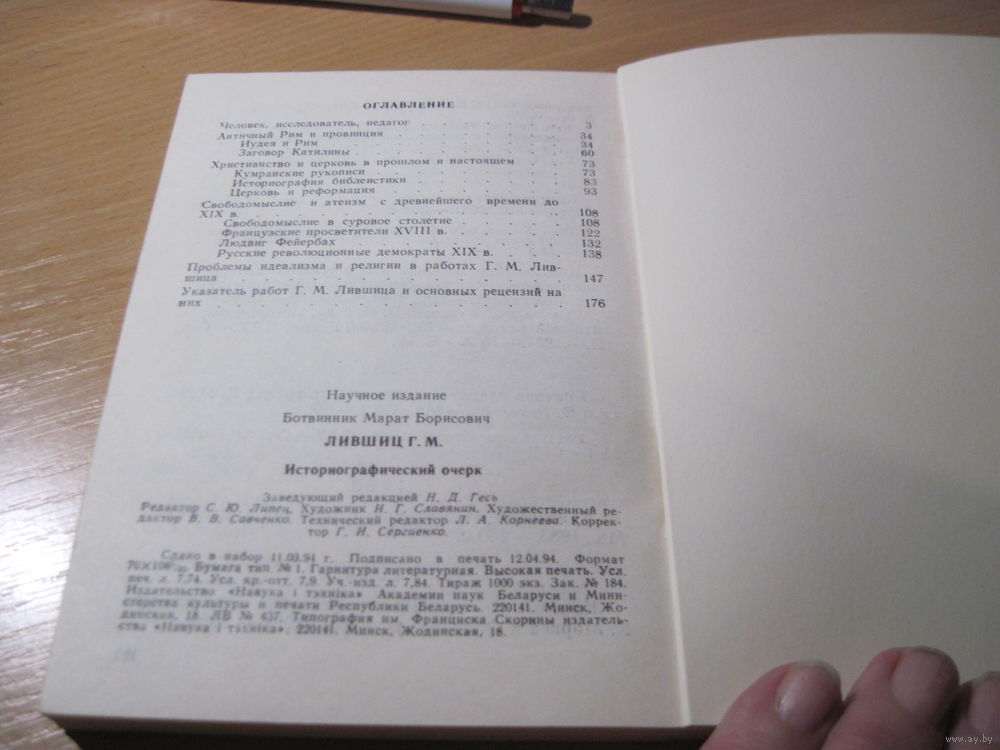 ОГЛАВЛЕНИЕ
Человек, исследователь, педагог . . . . . . . 3
Античный Рим и провинция . . . . . . . . 34
Иудея и Рим . . . . . . . . . . 34
Заговор Катилины . . . . . . . . . 60
Христианство и церковь в прошлом и настоящем . . 73
Кумранские рукописи . . . . . . . . 73
Историография библеистики . . . . . . . 83
Церковь и реформация . . . . . . . . 93
Свободомыслие и атеизм с древнейшего времени до
XIX в. . . . . . . . . . . . . 108
Свободомыслие в суровое столетие . . . . . 108
Французские просветители XVIII в. . . . . . 122
Людвиг Фейербах . . . . . . . . . 132
Русские революционные демократы XIX в. . . . 138
Проблемы идеализма и религии в работах Г. М. Лив-
шица . . . . . . . . . . . . 147
Указатель работ Г. М. Лившица и основных рецензий на
них . . . . . . . . . . . . 176
Научное издание
Ботвинник Марат Борисович
ЛИВШИЦ Г. М.
Историографический очерк
Заведующий редакцией Н. Д. Гесь
Редактор С. Ю. Липец, Художник И. Г. Славянин, Художественный ре-
дактор В. В. Савченко. Технический редактор Л. А. Корнеева. Коррек-
тор Г. И. Сергиенко.
Сдано в набор 11.03.94 г. Подписано в печать 12.04.94. Формат
70×108 Бумага тип. № 1. Гарнитура литературная. Высокая печать. Усл.
печ. л. 7,74. Усл. кр.-отт. 7,9. Уч.-изд. л. 7,84. Тираж 1000 экз. Зак. № 184.
Издательство «Навука і тэхніка» Академии наук Беларуси и Мини-
стерства культуры и печати Республики Беларусь. 220141. Минск, Жо-
динская, 18. ЛВ № 437. Типография им. Франциска Скорины издатель-
ства «Навука і тэхніка». 220141. Минск, Жодинская, 18.
www.ay.by